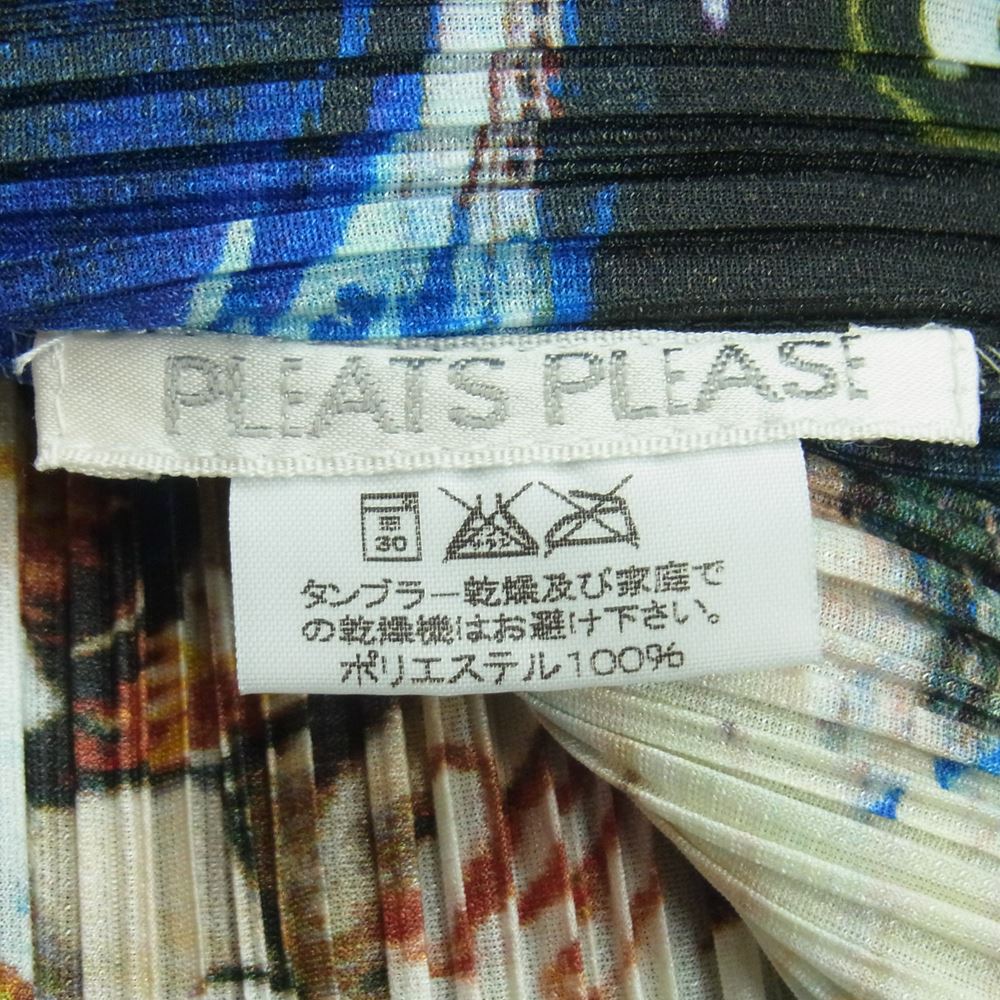 PLEATS PLEASE
30
タンブラー乾燥及び家庭で
の乾燥機はお避け下さい。
ポリエステル100%